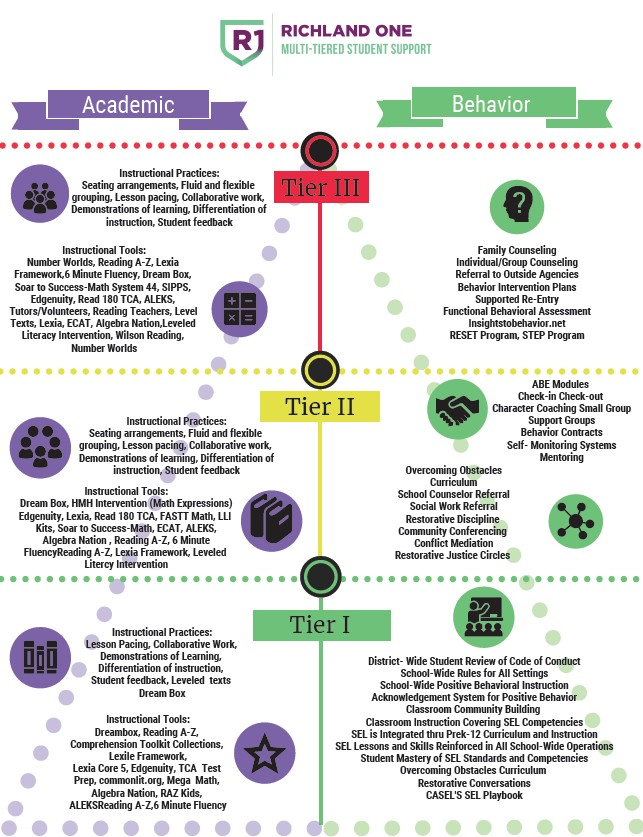 R1
RICHLAND ONE
MULTI-TIERED STUDENT SUPPORT
Academic
Behavior
Tier III
Instructional Practices:
Seating arrangements, Fluid and flexible
grouping, Lesson pacing, Collaborative work,
Demonstrations of learning, Differentiation of
instruction, Student feedback
Instructional Tools:
Number Worlds, Reading A-Z, Lexia
Framework,6 Minute Fluency, Dream Box,
Soar to Success-Math System 44, SIPPS,
Edgenuity, Read 180 TCA, ALEKS,
Tutors/Volunteers, Reading Teachers, Level
Texts, Lexia, ECAT, Algebra Nation,Leveled
Literacy Intervention, Wilson Reading,
Number Worlds
Family Counseling
Individual/Group Counseling
Referral to Outside Agencies
Behavior Intervention Plans
Supported Re-Entry
Functional Behavioral Assessment
Insightstobehavior.net
RESET Program, STEP Program
Tier II
Instructional Practices:
Seating arrangements, Fluid and flexible
grouping, Lesson pacing, Collaborative work,
Demonstrations of learning, Differentiation of
instruction, Student feedback
Instructional Tools:
Dream Box, HMH Intervention (Math Expressions)
Edgenuity, Lexia, Read 180 TCA, FASTT Math, LLI
Kits, Soar to Success-Math, ECAT, ALEKS,
Algebra Nation , Reading A-Z, 6 Minute
FluencyReading A-Z, Lexia Framework, Leveled
Litercy Intervention
ABE Modules
Check-in Check-out
Character Coaching Small Group
Support Groups
Behavior Contracts
Self- Monitoring Systems
Mentoring
Overcoming Obstacles
Curriculum
School Counselor Referral
Social Work Referral
Restorative Discipline
Community Conferencing
Conflict Mediation
Restorative Justice Circles
Tier I
Instructional Practices:
Lesson Pacing, Collaborative Work,
Demonstrations of Learning,
Differentiation of instruction,
Student feedback, Leveled texts
Dream Box
Instructional Tools:
Dreambox, Reading A-Z,
Comprehension Toolkit Collections,
Lexile Framework,
Lexia Core 5, Edgenuity, TCA Test
Prep, commonlit.org, Mega Math,
Algebra Nation, RAZ Kids,
ALEKSReading A-Z,6 Minute Fluency
District- Wide Student Review of Code of Conduct
School-Wide Rules for All Settings
School-Wide Positive Behavioral Instruction
Acknowledgement System for Positive Behavior
Classroom Community Building
Classroom Instruction Covering SEL Competencies
SEL is Integrated thru Prek-12 Curriculum and Instruction
SEL Lessons and Skills Reinforced in All School-Wide Operations
Student Mastery of SEL Standards and Competencies
Overcoming Obstacles Curriculum
Restorative Conversations
CASEL'S SEL Playbook